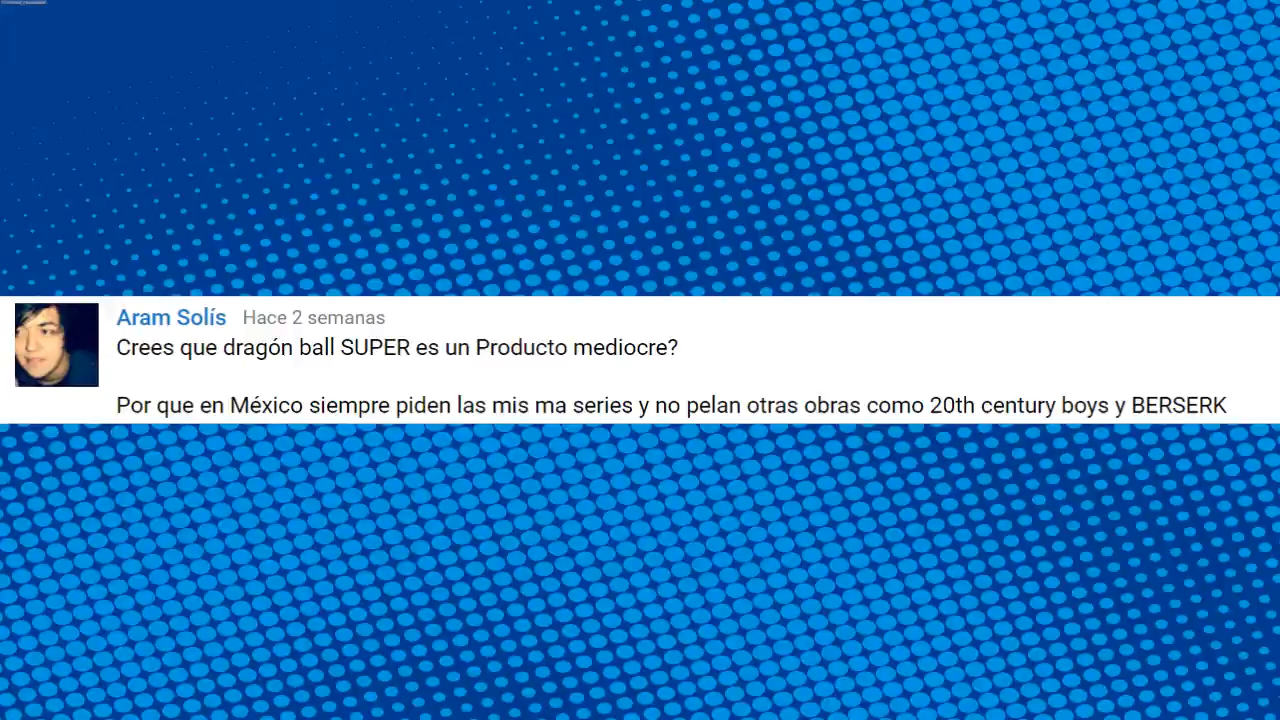 Aram Solís Hace 2 semanas
Crees que dragón ball SUPER es un Producto mediocre?
Por que en México siempre piden las mis ma series y no pelan otras obras como 20th century boys y BERSERK